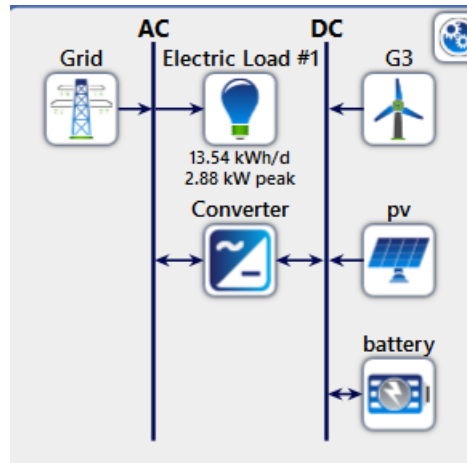 AC
DC
Grid
Electric Load #1
G3
13.54 kWh/d
2.88 kW peak
Converter
pv
battery